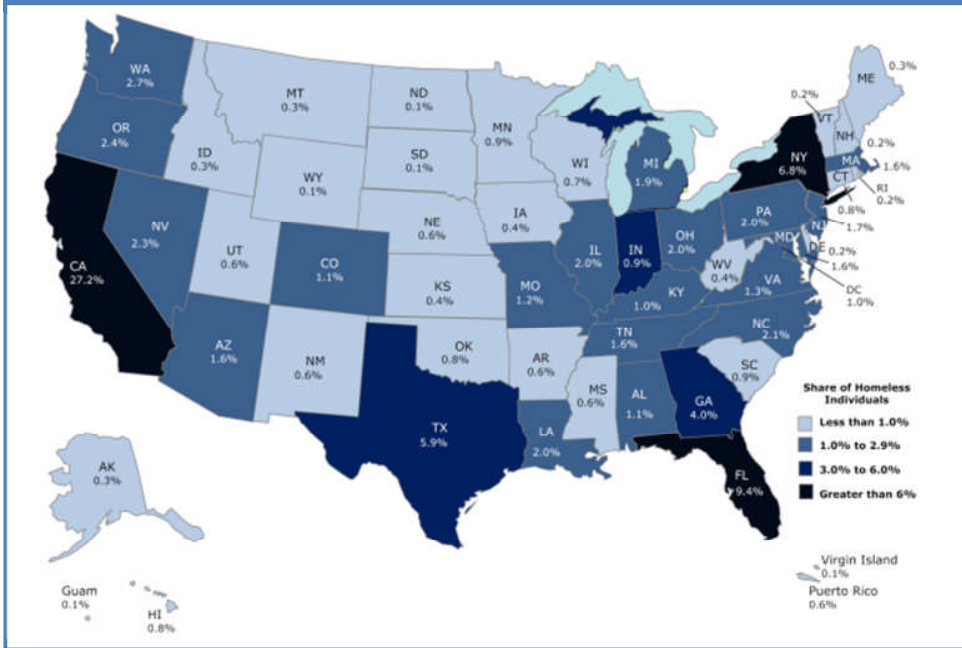 WA
2.7%
OR
2.4%
CA
27.2%
NV
2.3%
ID
0.3%
MT
0.3%
WY
0.1%
UT
0.6%
AZ
1.6%
CO
1.1%
NM
0.6%
ND
0.1%
SD
0.1%
NE
0.6%
KS
0.4%
OK
0.8%
TX
5.9%
MN
0.9%
IA
0.4%
MO
1.2%
AR
0.6%
LA
2.0%
WI
0.7%
IL
2.0%
MI
1.9%
IN
0.9%
OH
2.0%
KY
1.0%
TN
1.6%
MS
0.6%
AL
1.1%
GA
4.0%
FL
9.4%
SC
0.9%
NC
2.1%
VA
1.3%
WV
0.4%
PA
2.0%
NY
6.8%
ME
0.3%
VT
0.2%
NH
0.2%
MA
1.6%
RI
0.2%
CT
0.8%
NJ
1.7%
DE
0.2%
MD
1.6%
DC
1.0%
AK
0.3%
Guam
0.1%
HI
0.8%
Share of Homeless
Individuals
Less than 1.0%
1.0% to 2.9%
3.0% to 6.0%
Greater than 6%
Virgin Island
0.1%
Puerto Rico
0.6%